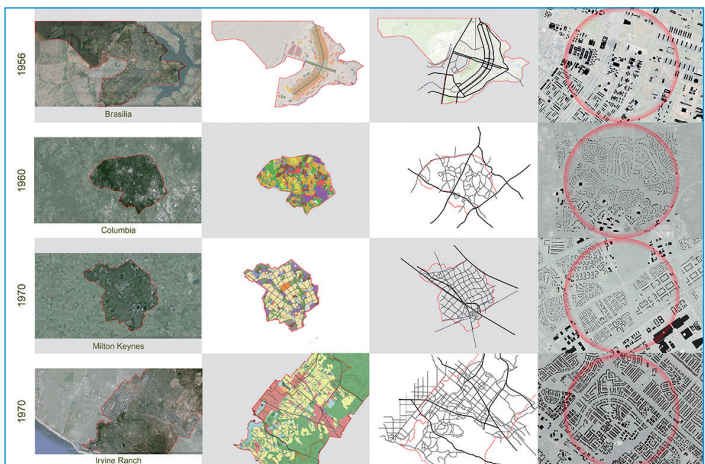 1956
Brasilia
1960
Columbia
1970
Milton Keynes
1970
Irvine Ranch